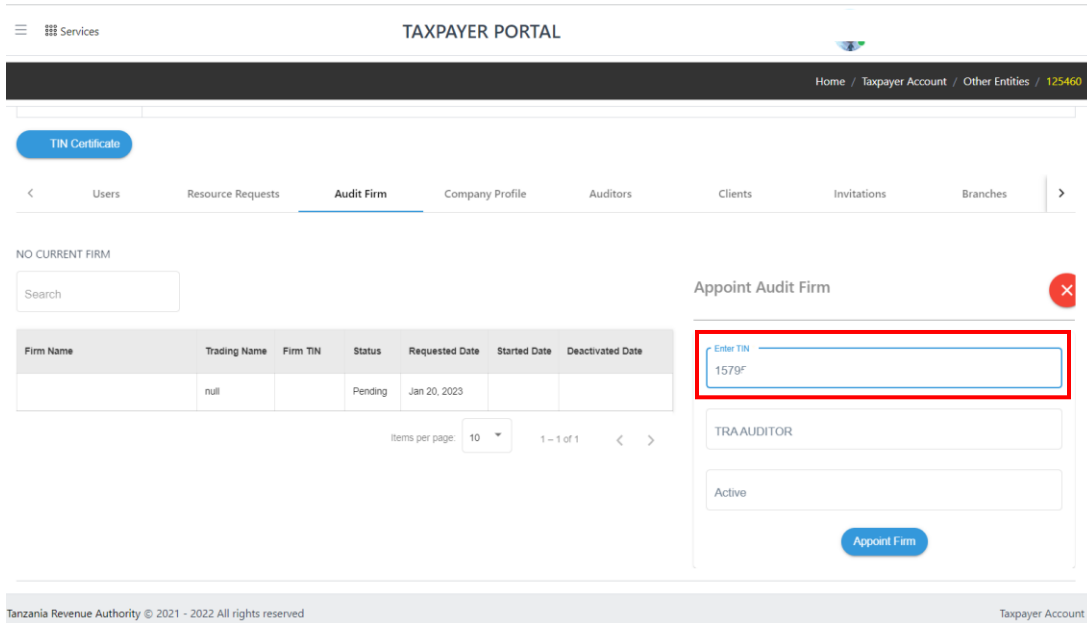 Services
TAXPAYER PORTAL
Home / Taxpayer Account / Other Entities / 125460
TIN Certificate
Users Resource Requests Audit Firm Company Profile Auditors Clients Invitations Branches
NO CURRENT FIRM
Search
Appoint Audit Firm
Firm Name Trading Name Firm TIN Status Requested Date Started Date Deactivated Date
null Pending Jan 20, 2023
Items per page: 10 1 – 1 of 1
Enter TIN
TRA AUDITOR
Active
Appoint Firm
Tanzania Revenue Authority © 2021 - 2022 All rights reserved Taxpayer Account